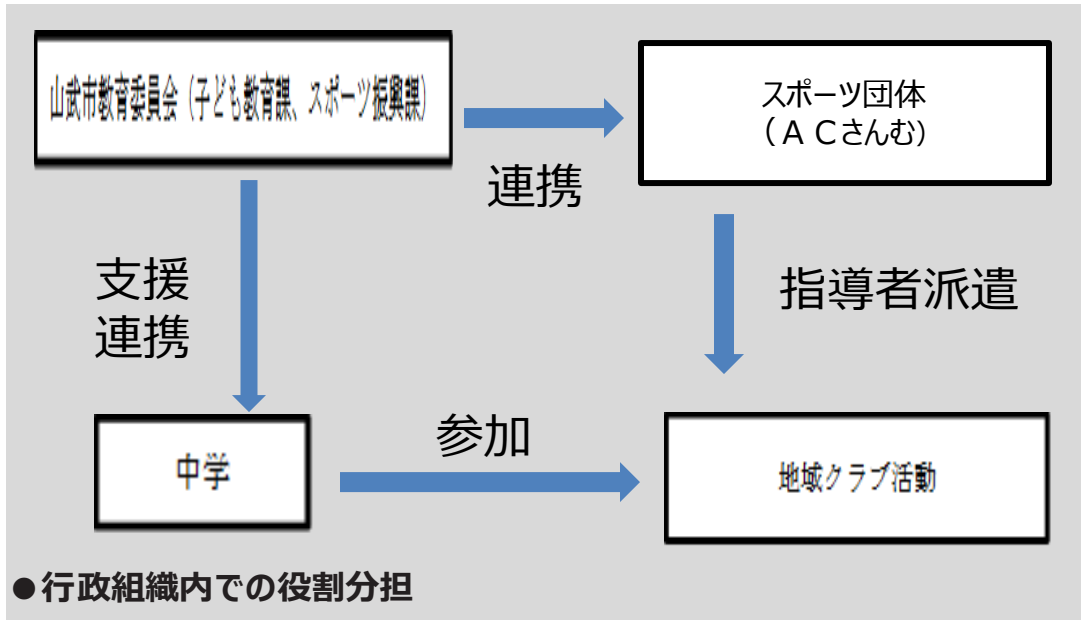 山武市教育委員会（子ども教育課、スポーツ振興課）
スポーツ団体
（ＡＣさんむ）
連携
支援
連携
指導者派遣
中学
参加
地域クラブ活動
●行政組織内での役割分担